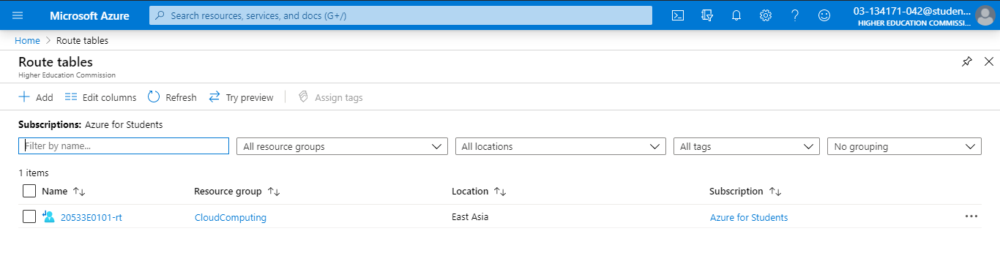 Microsoft Azure
Search resources, services, and docs (G+/)
03-134171-042@studen...
HIGHER EDUCATION COMMISSI...
Home > Route tables
Route tables
Higher Education Commission
Add Edit columns Refresh Try preview Assign tags
Subscriptions: Azure for Students
Filter by name... All resource groups All locations All tags No grouping
1 items
Name Resource group Location Subscription
20533E0101-rt CloudComputing East Asia Azure for Students